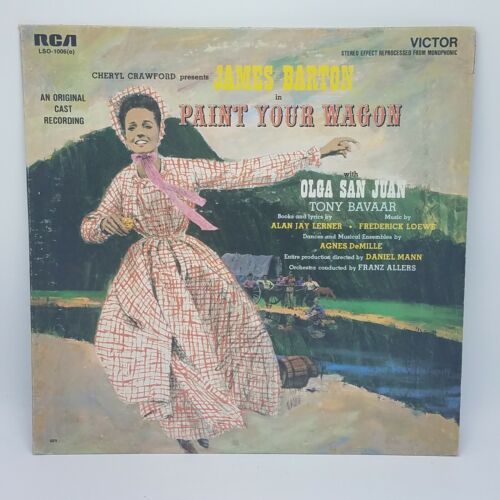 RCA
LSO-1006(e)
VICTOR
STEREO EFFECT REPROCESSED FROM MONOPHONIC
CHERYL CRAWFORD presents JAMES BARTON
in
AN ORIGINAL
CAST
RECORDING
PAINT YOUR WAGON
with
OLGA SAN JUAN
TONY BAVAAR
Books and lyrics by Music by
ALAN JAY LERNER • FREDERICK LOEWE
Dances and Musical Ensembles by
AGNES DeMILLE
Entire production directed by DANIEL MANN
Orchestra conducted by FRANZ ALLERS